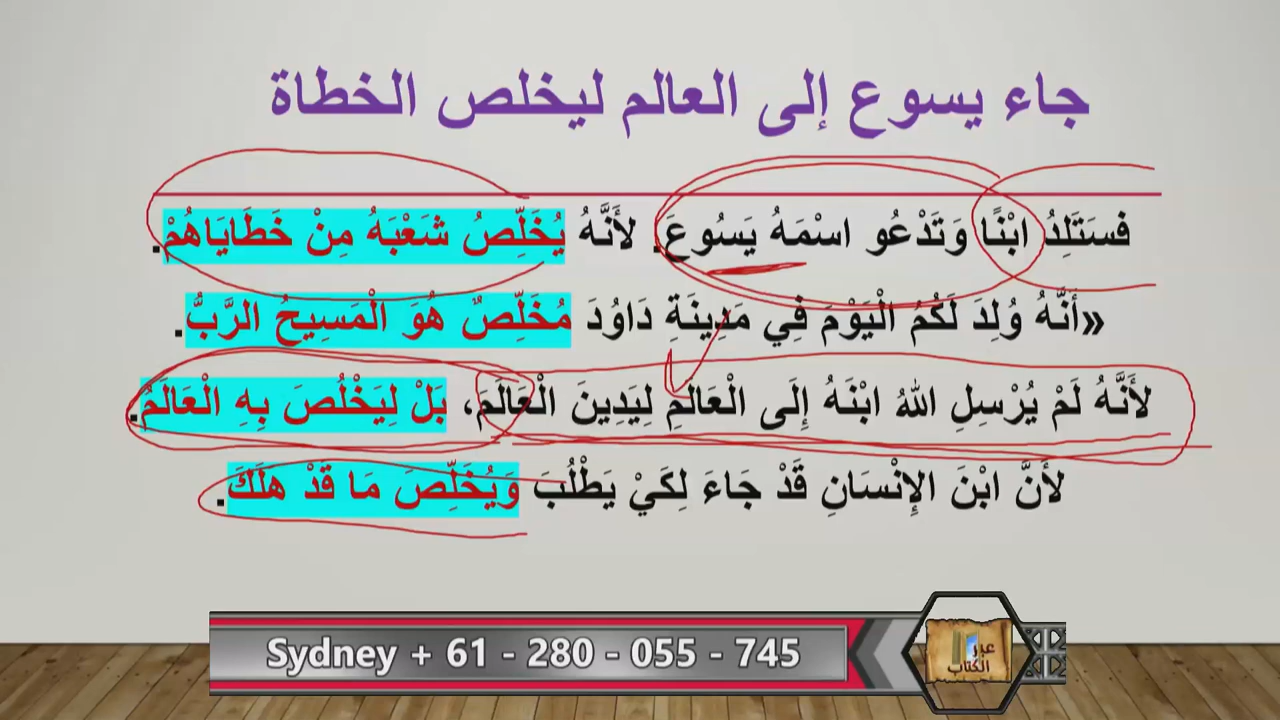 جاء يسوع إلى العالم ليخلص الخطاة
فَسَتَلِدُ ابْنًا وَتَدْعُو اسْمَهُ يَسُوعَ. لأَنَّهُ يُخَلِّصُ شَعْبَهُ مِنْ خَطَايَاهُمْ.
«أَنَّهُ وُلِدَ لَكُمُ الْيَوْمَ فِي مَدِينَةِ دَاوُدَ مُخَلِّصٌ هُوَ الْمَسِيحُ الرَّبُّ.
لأَنَّهُ لَمْ يُرْسِلِ اللهُ ابْنَهُ إِلَى الْعَالَمِ لِيَدِينَ الْعَالَمَ، بَلْ لِيَخْلُصَ بِهِ الْعَالَمُ.
لأَنَّ ابْنَ الإِنْسَانِ قَدْ جَاءَ لِكَيْ يَطْلُبَ وَيُخَلِّصَ مَا قَدْ هَلَكَ.
Sydney + 61 - 280 - 055 - 745
عبر
الكتاب